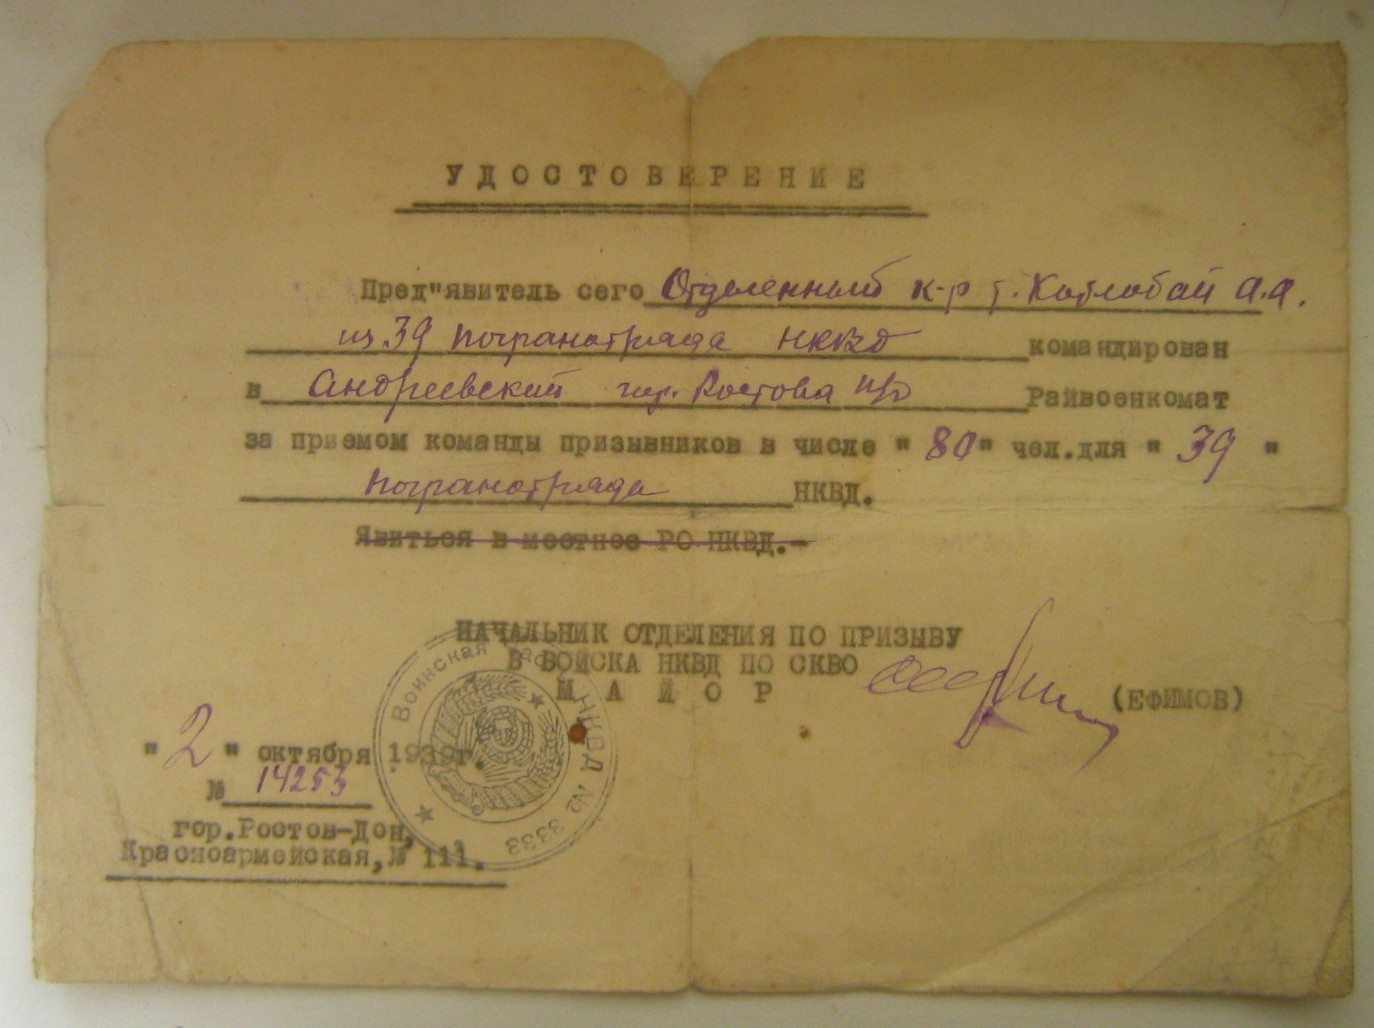 УДОСТОВЕРЕНИЕ
Пред"явитель сего Отделенный к-р т. Котлобай А.А.
из 39 погранотряда НКВД командирован
в Андреевский гор. Ростова н/Д Райвоенкомат
за приемом команды призывников в числе "80" чел. для "39"
погранотряда НКВД.
Явиться в местное РО НКВД.-
НАЧАЛЬНИК ОТДЕЛЕНИЯ ПО ПРИЗЫВУ
В ВОЙСКА НКВД ПО СКВО
МАЙОР (ЕФИМОВ)
Воинская часть НКВД № 3333
"2" октября 1939г.
№ 14253
гор.Ростов-Дон,
Красноармейская,№ 111.